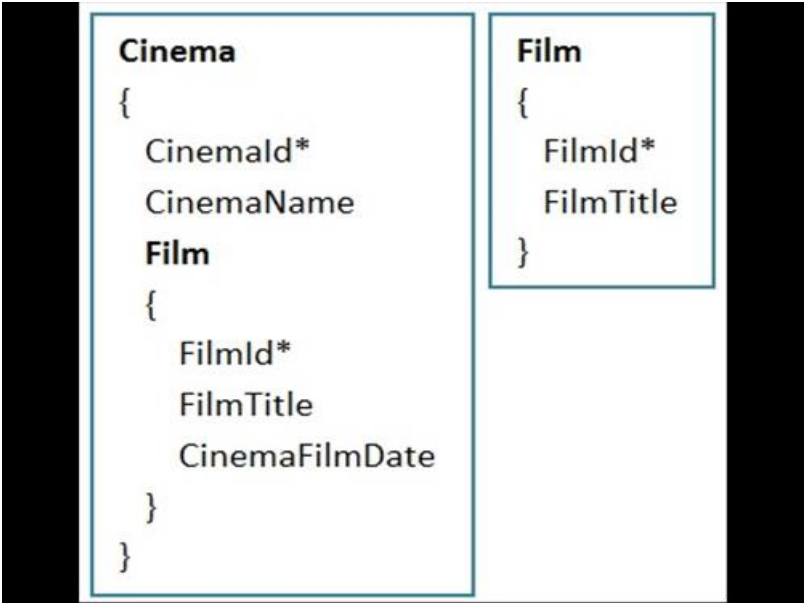 Cinema
{
CinemaId*
CinemaName
Film
{
FilmId*
FilmTitle
CinemaFilmDate
}
}
Film
{
FilmId*
FilmTitle
}